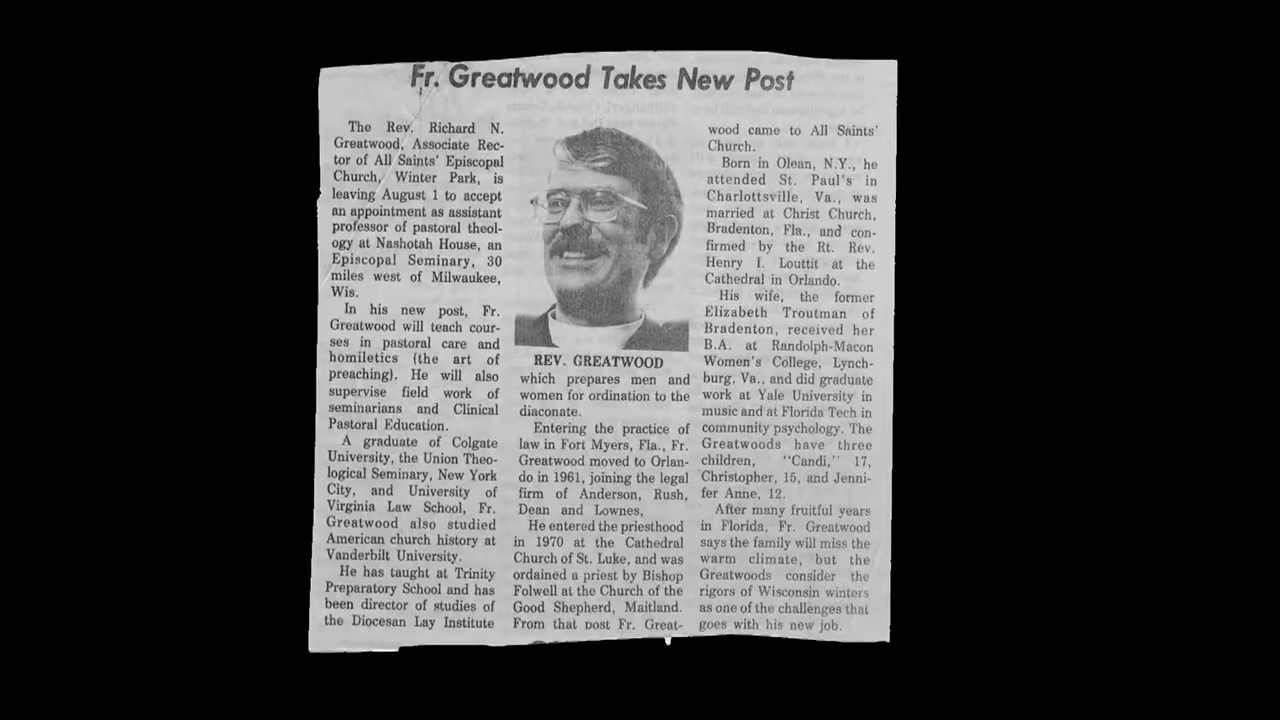 Fr. Greatwood Takes New Post
The Rev. Richard N.
Greatwood, Associate Rec-
tor of All Saints' Episcopal
Church, Winter Park, is
leaving August 1 to accept
an appointment as assistant
professor of pastoral theol-
ogy at Nashotah House, an
Episcopal Seminary, 30
miles west of Milwaukee,
Wis.
In his new post, Fr.
Greatwood will teach cour-
ses in pastoral care and
homiletics (the art of
preaching). He will also
supervise field work of
seminarians and Clinical
Pastoral Education.
A graduate of Colgate
University, the Union Theo-
logical Seminary, New York
City, and University of
Virginia Law School, Fr.
Greatwood also studied
American church history at
Vanderbilt University.
He has taught at Trinity
Preparatory School and has
been director of studies of
the Diocesan Lay Institute
REV. GREATWOOD
which prepares men and
women for ordination to the
diaconate.
Entering the practice of
law in Fort Myers, Fla., Fr.
Greatwood moved to Orlan-
do in 1961, joining the legal
firm of Anderson, Rush,
Dean and Lownes,
He entered the priesthood
in 1970 at the Cathedral
Church of St. Luke, and was
ordained a priest by Bishop
Folwell at the Church of the
Good Shepherd, Maitland.
From that post Fr. Great-
wood came to All Saints'
Church.
Born in Olean, N.Y., he
attended St. Paul's in
Charlottsville, Va., was
married at Christ Church,
Bradenton, Fla., and con-
firmed by the Rt. Rev.
Henry I. Louttit at the
Cathedral in Orlando.
His wife, the former
Elizabeth Troutman of
Bradenton, received her
B.A. at Randolph-Macon
Women's College, Lynch-
burg, Va., and did graduate
work at Yale University in
music and at Florida Tech in
community psychology. The
Greatwoods have three
children, "Candi," 17,
Christopher, 15, and Jenni-
fer Anne, 12.
After many fruitful years
in Florida, Fr. Greatwood
says the family will miss the
warm climate, but the
Greatwoods consider the
rigors of Wisconsin winters
as one of the challenges that
goes with his new job.